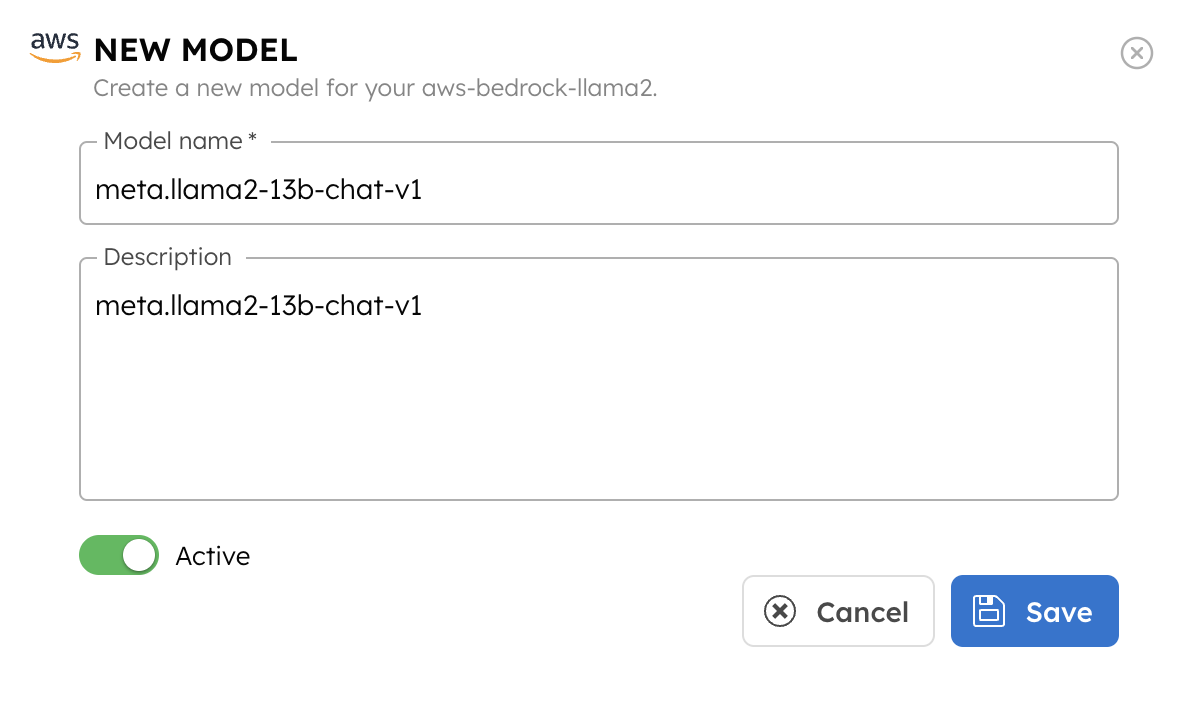 aws
NEW MODEL
Create a new model for your aws-bedrock-llama2.
Model name *
meta.llama2-13b-chat-v1
Description
meta.llama2-13b-chat-v1
Active
Cancel
Save